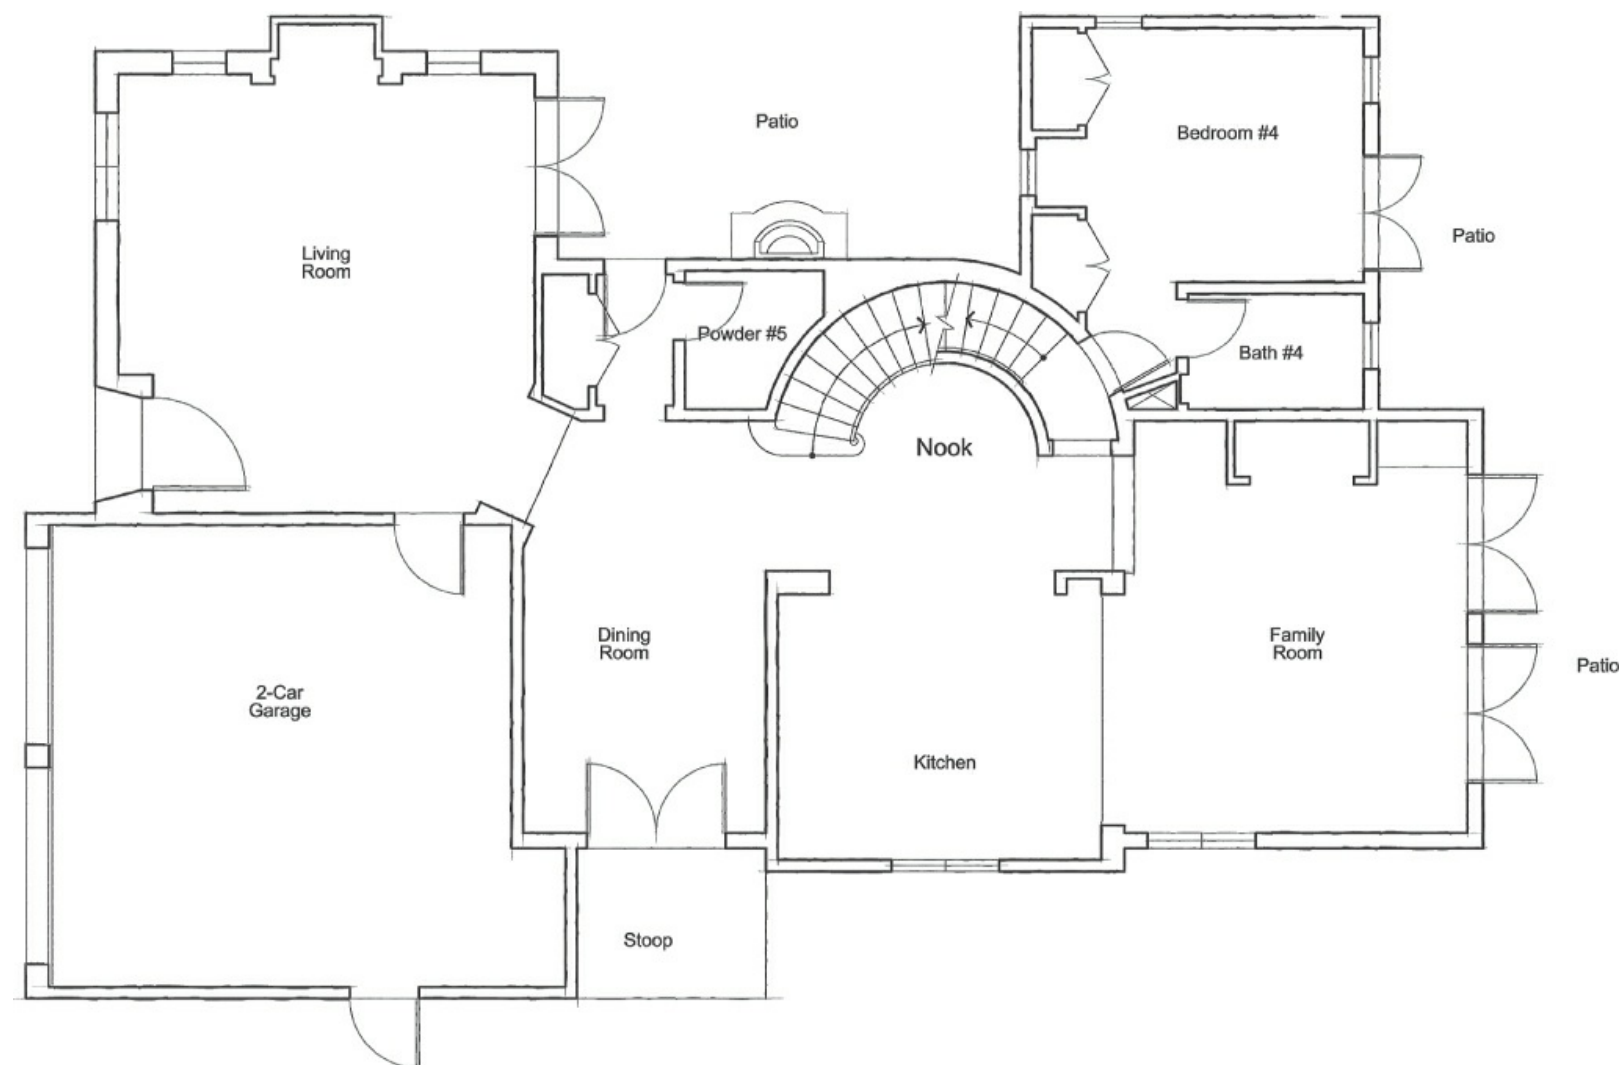 Patio
Bedroom #4
Patio
Living
Room
Powder #5
Bath #4
Nook
Dining
Room
Family
Room
Patio
2-Car
Garage
Kitchen
Stoop